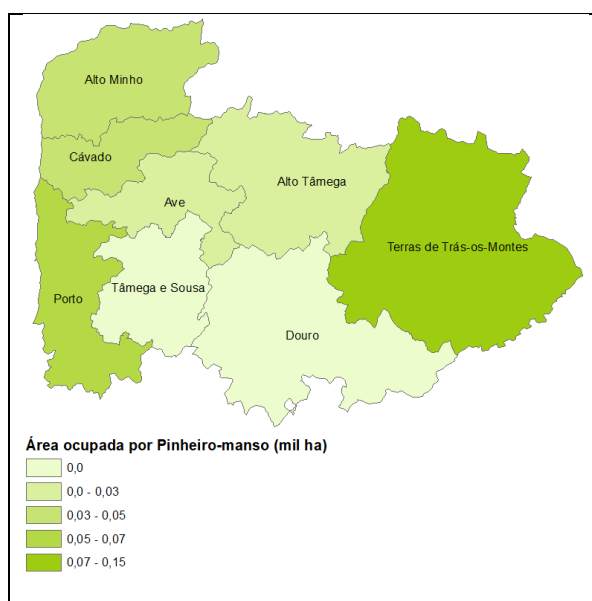 Alto Minho
Cávado
Ave
Alto Tâmega
Terras de Trás-os-Montes
Tâmega e Sousa
Porto
Douro
Área ocupada por Pinheiro-manso (mil ha)
0,0
0,0 - 0,03
0,03 - 0,05
0,05 - 0,07
0,07 - 0,15